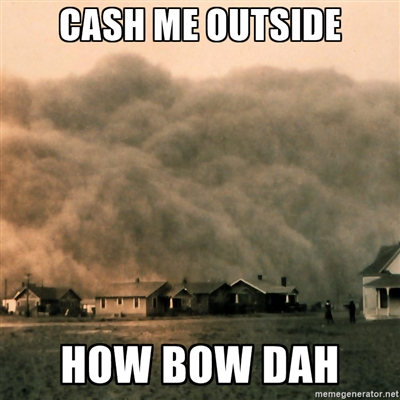 CASH ME OUTSIDE
HOW BOW DAH
memegenerator.net